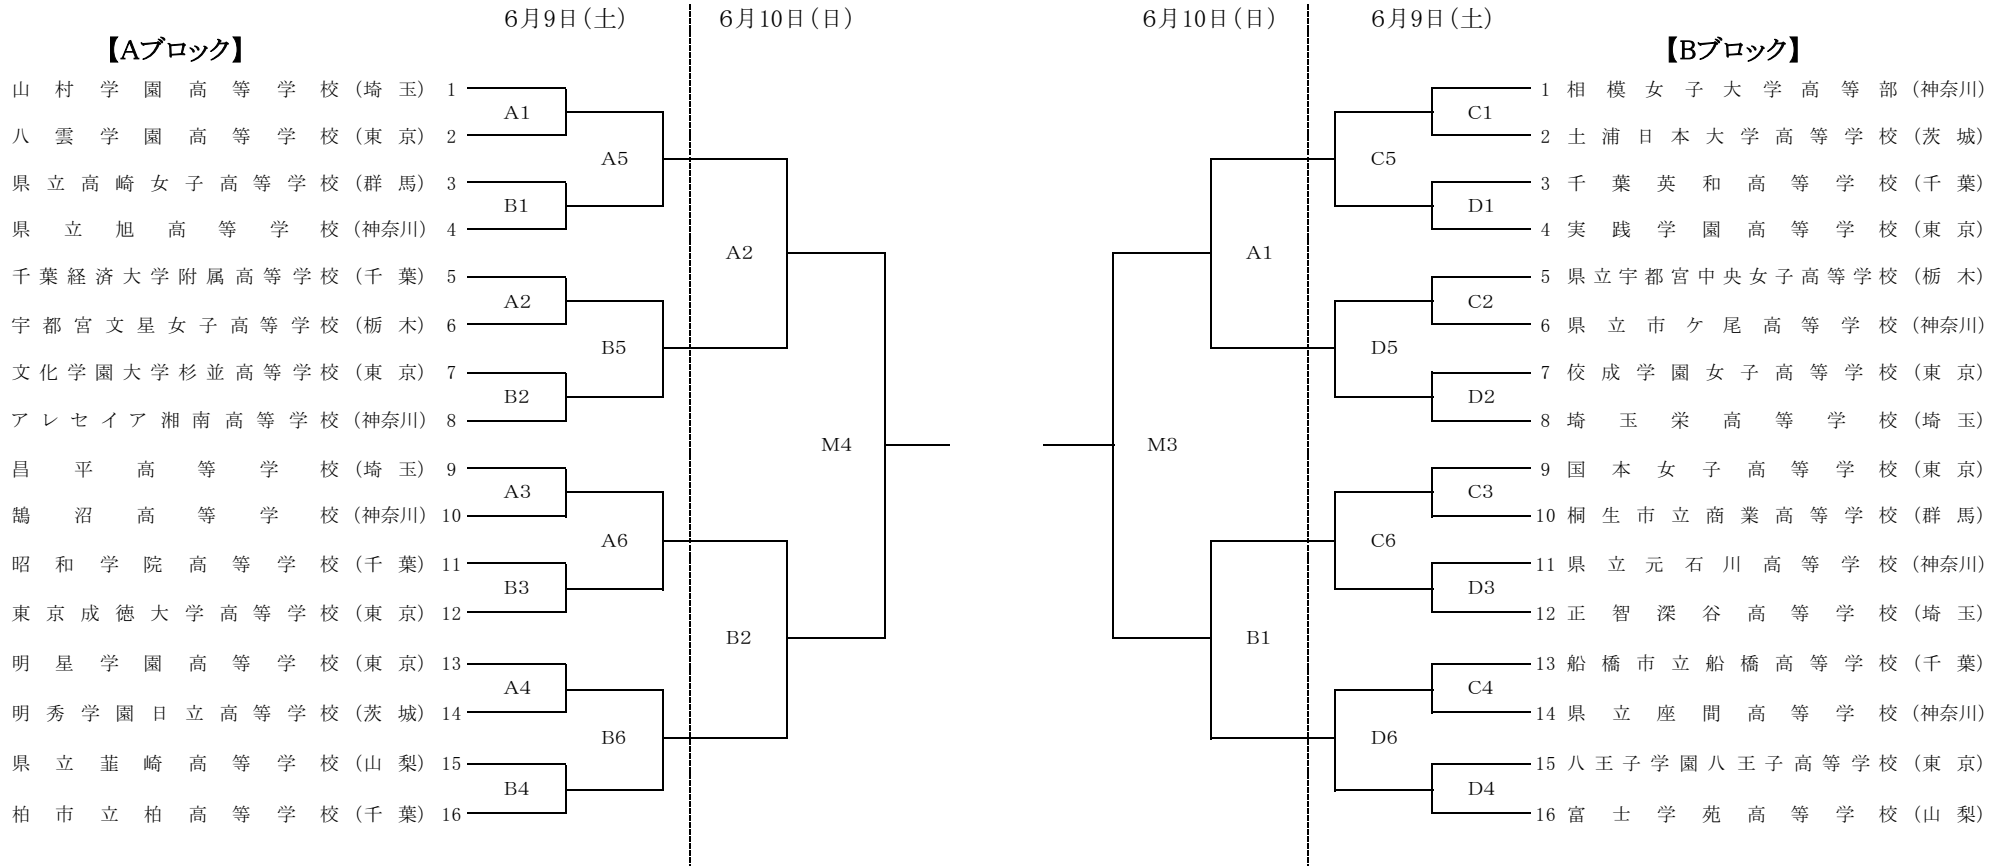 6月9日(土) 6月10日(日) 6月10日(日) 6月9日(土)
【Aブロック】 【Bブロック】
山村学園高等学校(埼玉) 1 1 相模女子大学高等部(神奈川)
A1 C1
八雲学園高等学校(東京) 2 2 土浦日本大学高等学校(茨城)
A5 C5
県立高崎女子高等学校(群馬) 3 3 千葉英和高等学校(千葉)
B1 D1
県立旭高等学校(神奈川) 4 4 実践学園高等学校(東京)
A2 A1
千葉経済大学附属高等学校(千葉) 5 5 県立宇都宮中央女子高等学校(栃木)
A2 C2
宇都宮文星女子高等学校(栃木) 6 6 県立市ケ尾高等学校(神奈川)
B5 D5
文化学園大学杉並高等学校(東京) 7 7 佼成学園女子高等学校(東京)
B2 D2
アレセイア湘南高等学校(神奈川) 8 8 埼玉栄高等学校(埼玉)
M4 M3
昌平高等学校(埼玉) 9 9 国本女子高等学校(東京)
A3 C3
鵠沼高等学校(神奈川) 10 10 桐生市立商業高等学校(群馬)
A6 C6
昭和学院高等学校(千葉) 11 11 県立元石川高等学校(神奈川)
B3 D3
東京成徳大学高等学校(東京) 12 12 正智深谷高等学校(埼玉)
B2 B1
明星学園高等学校(東京) 13 13 船橋市立船橋高等学校(千葉)
A4 C4
明秀学園日立高等学校(茨城) 14 14 県立座間高等学校(神奈川)
B6 D6
県立韮崎高等学校(山梨) 15 15 八王子学園八王子高等学校(東京)
B4 D4
柏市立柏高等学校(千葉) 16 16 富士学苑高等学校(山梨)